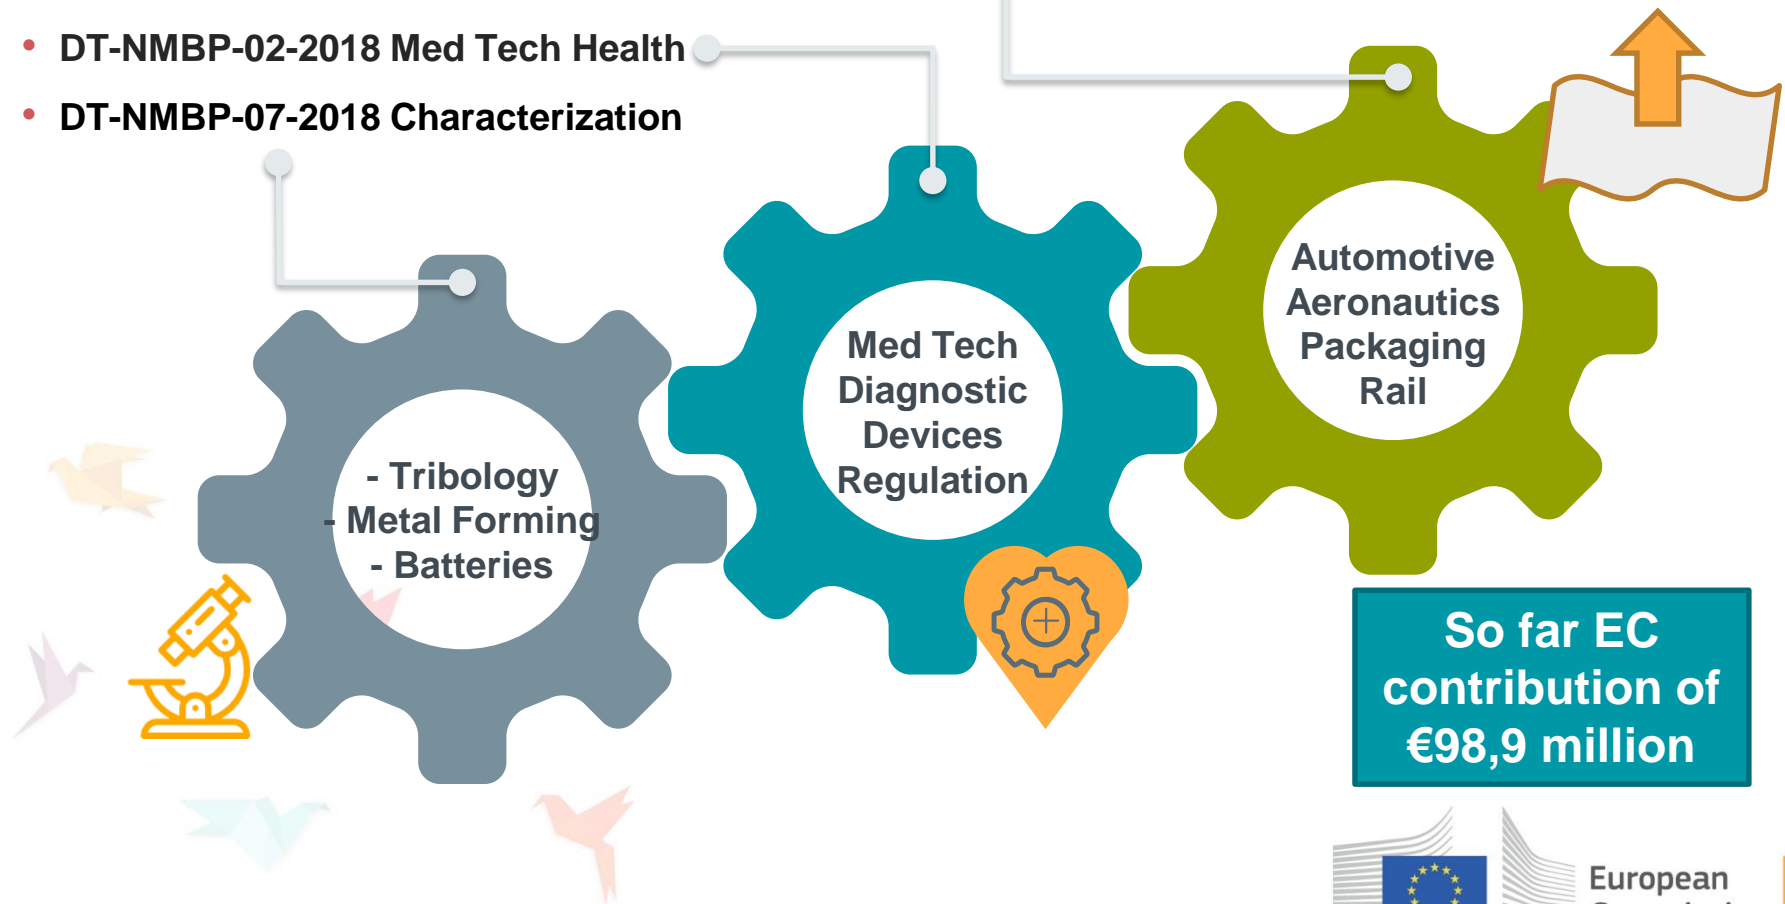 • DT-NMBP-02-2018 Med Tech Health
• DT-NMBP-07-2018 Characterization
- Tribology
- Metal Forming
- Batteries
Med Tech
Diagnostic
Devices
Regulation
Automotive
Aeronautics
Packaging
Rail
So far EC
contribution of
€98,9 million
European